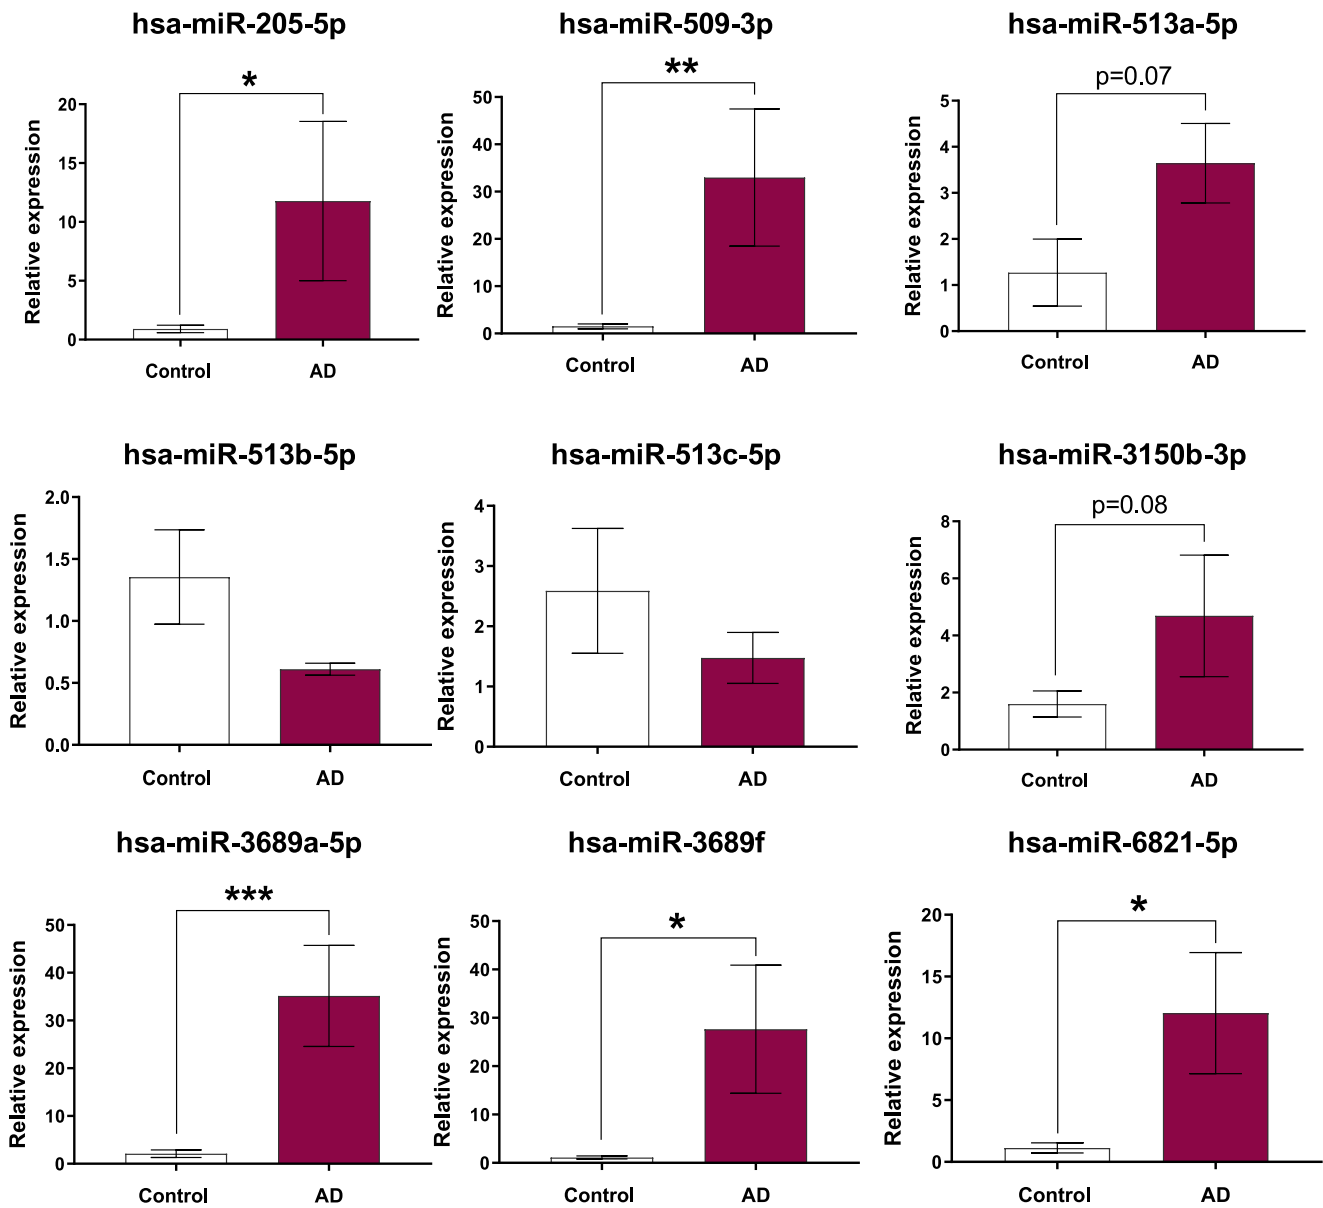 hsa-miR-205-5p
*
Relative expression
20
15
10
5
0
Control AD
hsa-miR-509-3p
**
Relative expression
50
40
30
20
10
0
Control AD
hsa-miR-513a-5p
p=0.07
Relative expression
5
4
3
2
1
0
Control AD
hsa-miR-513b-5p
Relative expression
2.0
1.5
1.0
0.5
0.0
Control AD
hsa-miR-513c-5p
Relative expression
4
3
2
1
0
Control AD
hsa-miR-3150b-3p
p=0.08
Relative expression
8
6
4
2
0
Control AD
hsa-miR-3689a-5p
***
Relative expression
50
40
30
20
10
0
Control AD
hsa-miR-3689f
*
Relative expression
50
40
30
20
10
0
Control AD
hsa-miR-6821-5p
*
Relative expression
20
15
10
5
0
Control AD